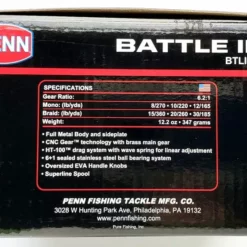 PENN
BATTLE I
BTLI
SPECIFICATIONS
Gear Ratio: 6.2:1
Mono: (lb/yds) 8/270 10/220 12/165
Braid: (lb/yds) 15/360 20/260 30/185
Weight: 12.2 oz • 347 grams
• Full Metal Body and sideplate
• CNC Gear™ technology with brass main gear
• HT-100™ drag system with wave spring for linear adjustment
• 6+1 sealed stainless steel ball bearing system
• Oversized EVA Handle Knobs
• Superline Spool
PENN FISHING TACKLE MFG. CO.
3028 W Hunting Park Ave, Philadelphia, PA 19132
www.pennfishing.com
Pure Fishing, Inc